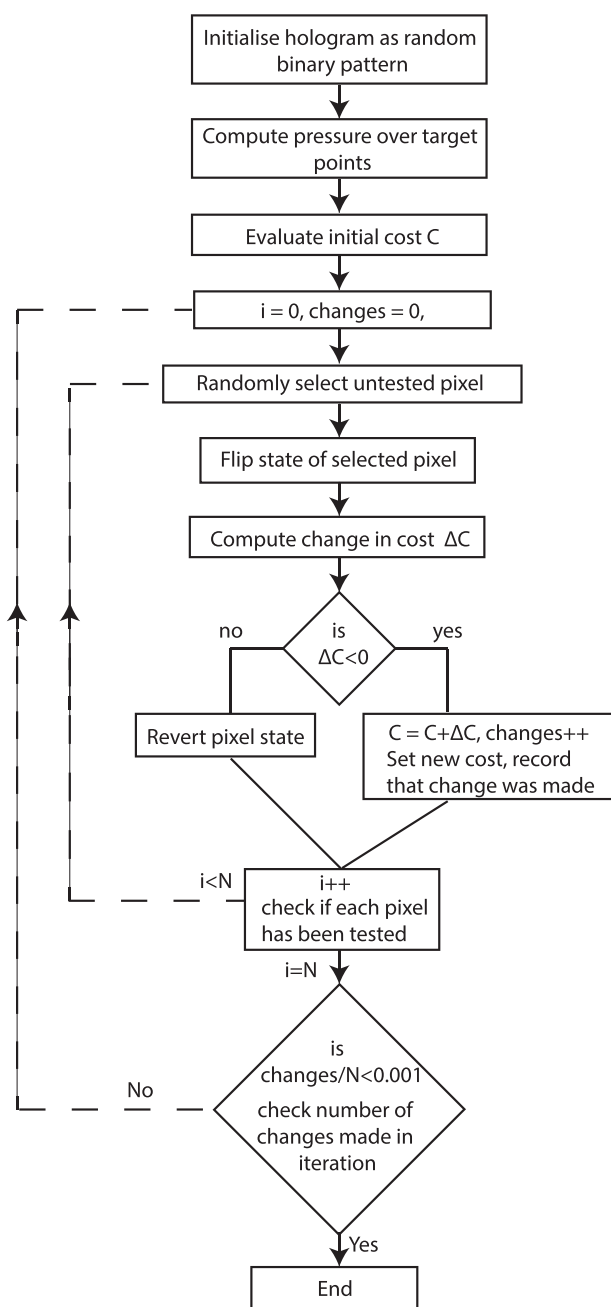 Initialise hologram as random
binary pattern
Compute pressure over target
points
Evaluate initial cost C
i = 0, changes = 0,
Randomly select untested pixel
Flip state of selected pixel
Compute change in cost ΔC
no
is
yes
ΔC<0
Revert pixel state
C = C+ΔC, changes++
Set new cost, record
that change was made
i<N
i++
check if each pixel
has been tested
i=N
is
changes/N<0.001
No
check number of
changes made in
iteration
Yes
End